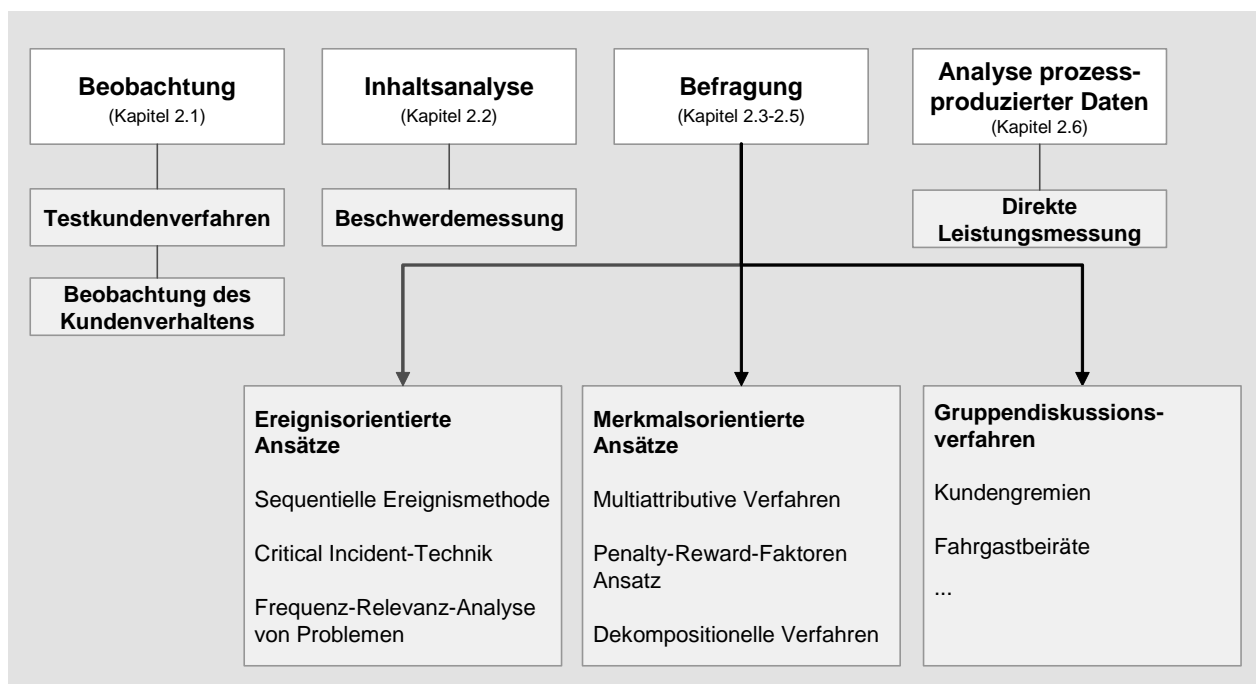 Beobachtung
(Kapitel 2.1)
Testkundenverfahren
Beobachtung des
Kundenverhaltens
Inhaltsanalyse
(Kapitel 2.2)
Beschwerdemessung
Befragung
(Kapitel 2.3-2.5)
Analyse prozess-
produzierter Daten
(Kapitel 2.6)
Direkte
Leistungsmessung
Ereignisorientierte
Ansätze
Sequentielle Ereignismethode
Critical Incident-Technik
Frequenz-Relevanz-Analyse
von Problemen
Merkmalsorientierte
Ansätze
Multiattributive Verfahren
Penalty-Reward-Faktoren
Ansatz
Dekompositionelle Verfahren
Gruppendiskussions-
verfahren
Kundengremien
Fahrgastbeiräte
...